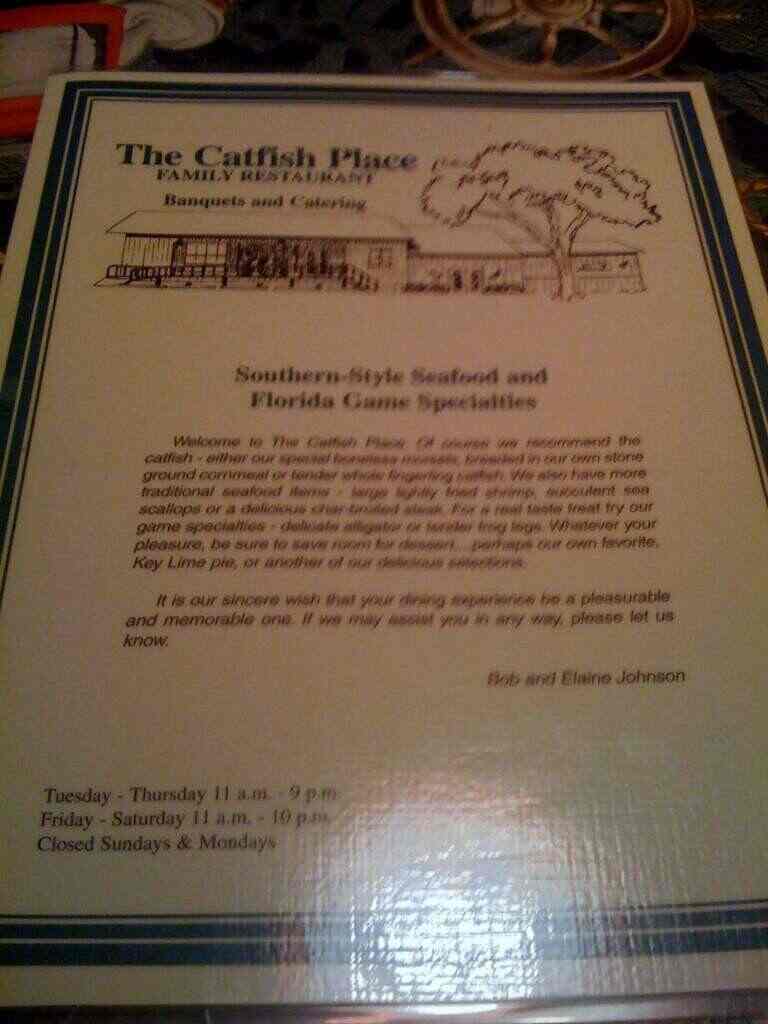 The Catfish Place
FAMILY RESTAURANT
Banquets and Catering
Southern-Style Seafood and
Florida Game Specialties
Welcome to The Catfish Place. Of course we recommend the
catfish - either our special boneless morsels, breaded in our own stone
ground cornmeal or tender whole fingerling catfish. We also have more
traditional seafood items - large lightly fried shrimp, succulent sea
scallops or a delicious char-broiled steak. For a real taste treat try our
game specialties - delicate alligator or tender frog legs. Whatever your
pleasure, be sure to save room for dessert... perhaps our own favorite,
Key Lime pie, or another of our delicious selections.
It is our sincere wish that your dining experience be a pleasurable
and memorable one. If we may assist you in any way, please let us
know.
Bob and Elaine Johnson
Tuesday - Thursday 11 a.m. - 9 p.m.
Friday - Saturday 11 a.m. - 10 p.m.
Closed Sundays & Mondays